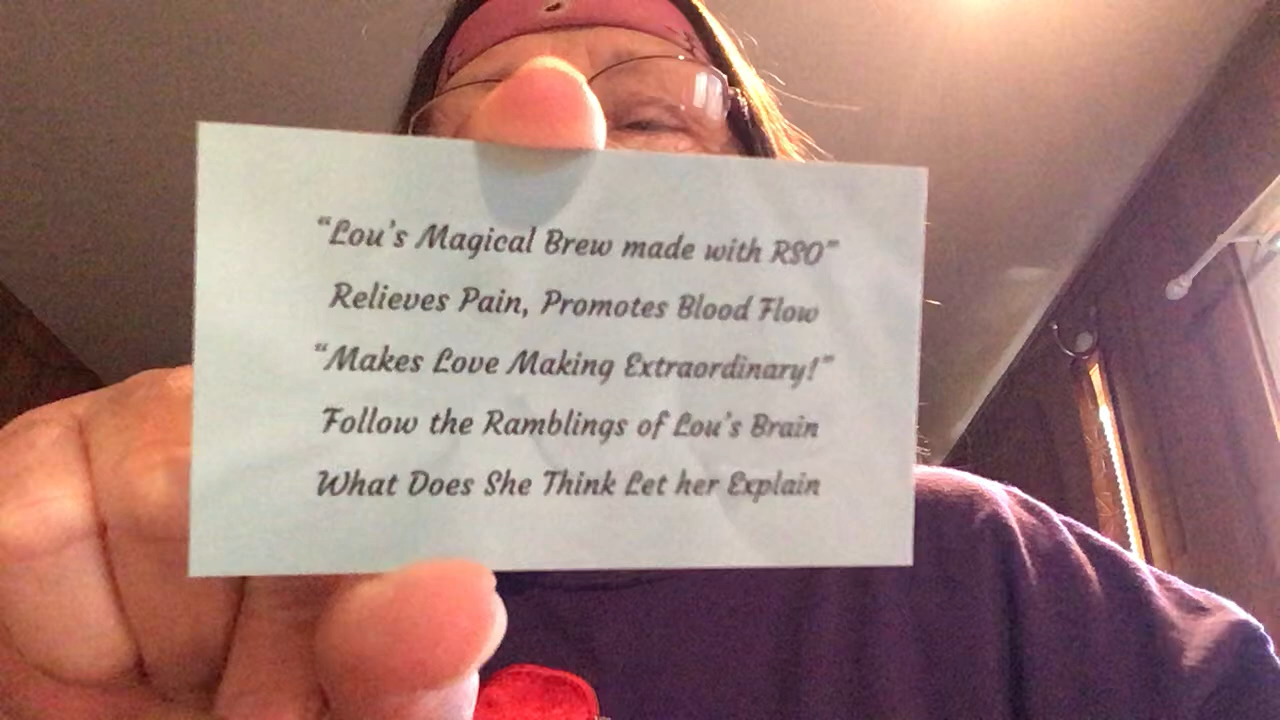 “Lou’s Magical Brew made with RSO”
Relieves Pain, Promotes Blood Flow
“Makes Love Making Extraordinary!”
Follow the Ramblings of Lou’s Brain
What Does She Think Let her Explain